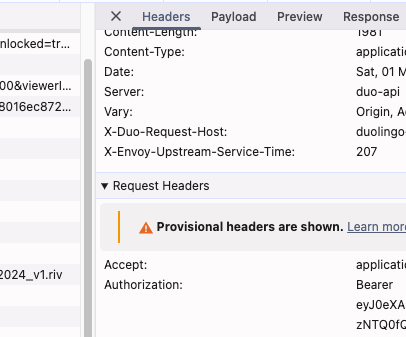 Headers Payload Preview Response
Content-Length: 1981
nlocked=tr...
Content-Type: applicatio
Date: Sat, 01 M
00&viewerl...
Server: duo-api
8016ec872...
Vary: Origin, A
X-Duo-Request-Host: duolingo
X-Envoy-Upstream-Service-Time: 207
Request Headers
Provisional headers are shown. Learn more
Accept: applicatio
2024_v1.riv
Authorization: Bearer
eyJ0eXA
zNTQ0fQ